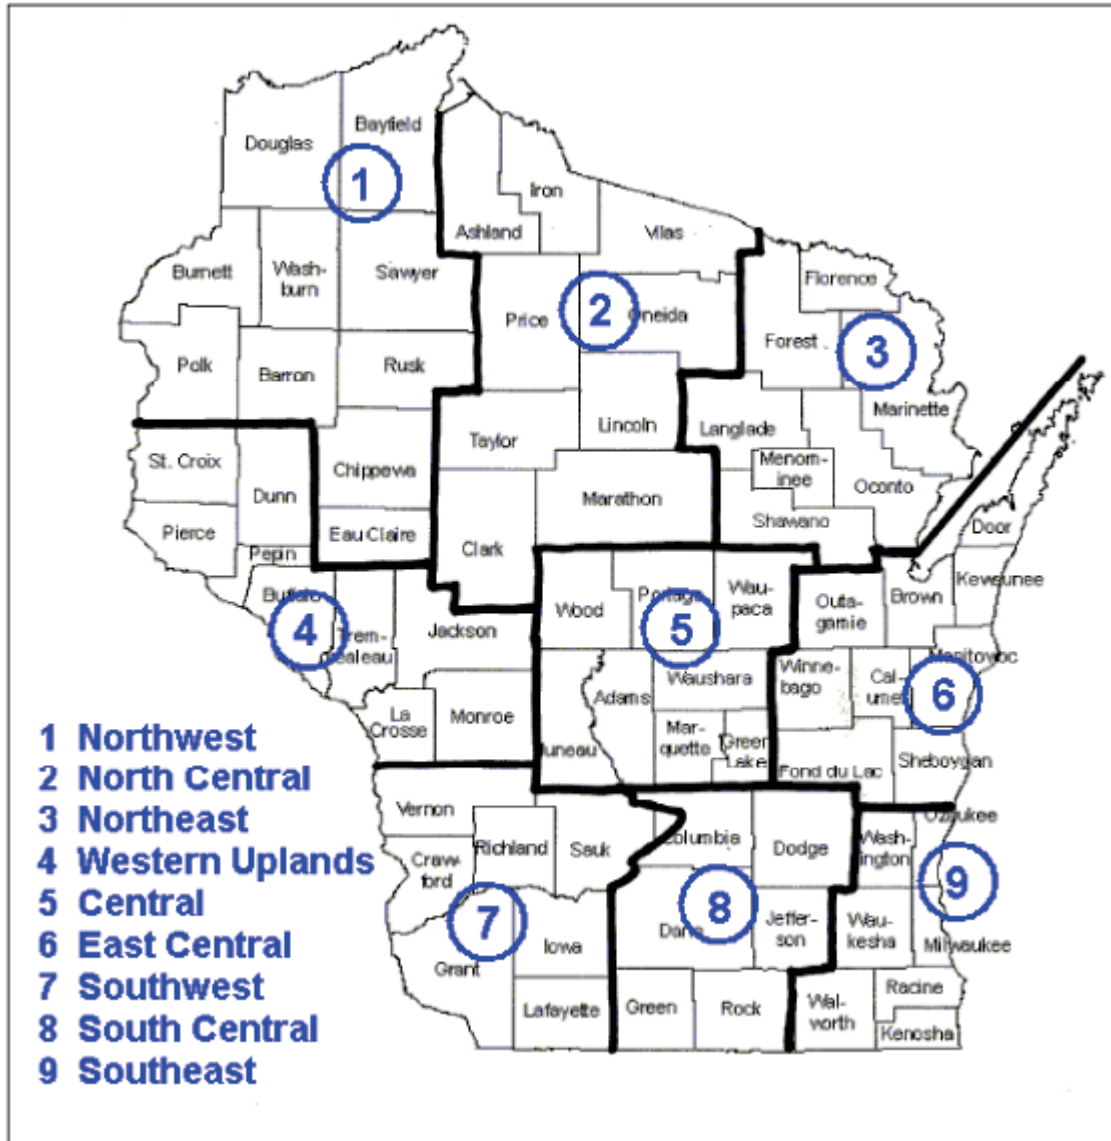 Bayfield
Douglas
1
Iron
Ashland
Vilas
Burnett
Wash-
burn
Sawyer
Florence
Price
2
Oneida
Forest
3
Polk
Barron
Rusk
Marinette
Taylor
Lincoln
Langlade
St. Croix
Dunn
Chippewa
Menom-
inee
Marathon
Oconto
Pierce
Eau Claire
Clark
Shawano
Door
Pepin
Buffalo
4
Trem-
pealeau
Jackson
Wood
Portage
5
Wau-
paca
Outa-
gamie
Brown
Kewaunee
Manitowoc
Winne-
bago
Cal-
umet
6
Adams
Waushara
La
Crosse
Monroe
Juneau
Mar-
quette
Green
Lake
Fond du Lac
Sheboygan
Vernon
Richland
Sauk
Columbia
Dodge
Wash-
ington
Ozaukee
9
Craw-
ford
7
Iowa
Grant
Lafayette
Dane
8
Jeffer-
son
Wau-
kesha
Milwaukee
Green
Rock
Wal-
worth
Racine
Kenosha
1 Northwest
2 North Central
3 Northeast
4 Western Uplands
5 Central
6 East Central
7 Southwest
8 South Central
9 Southeast